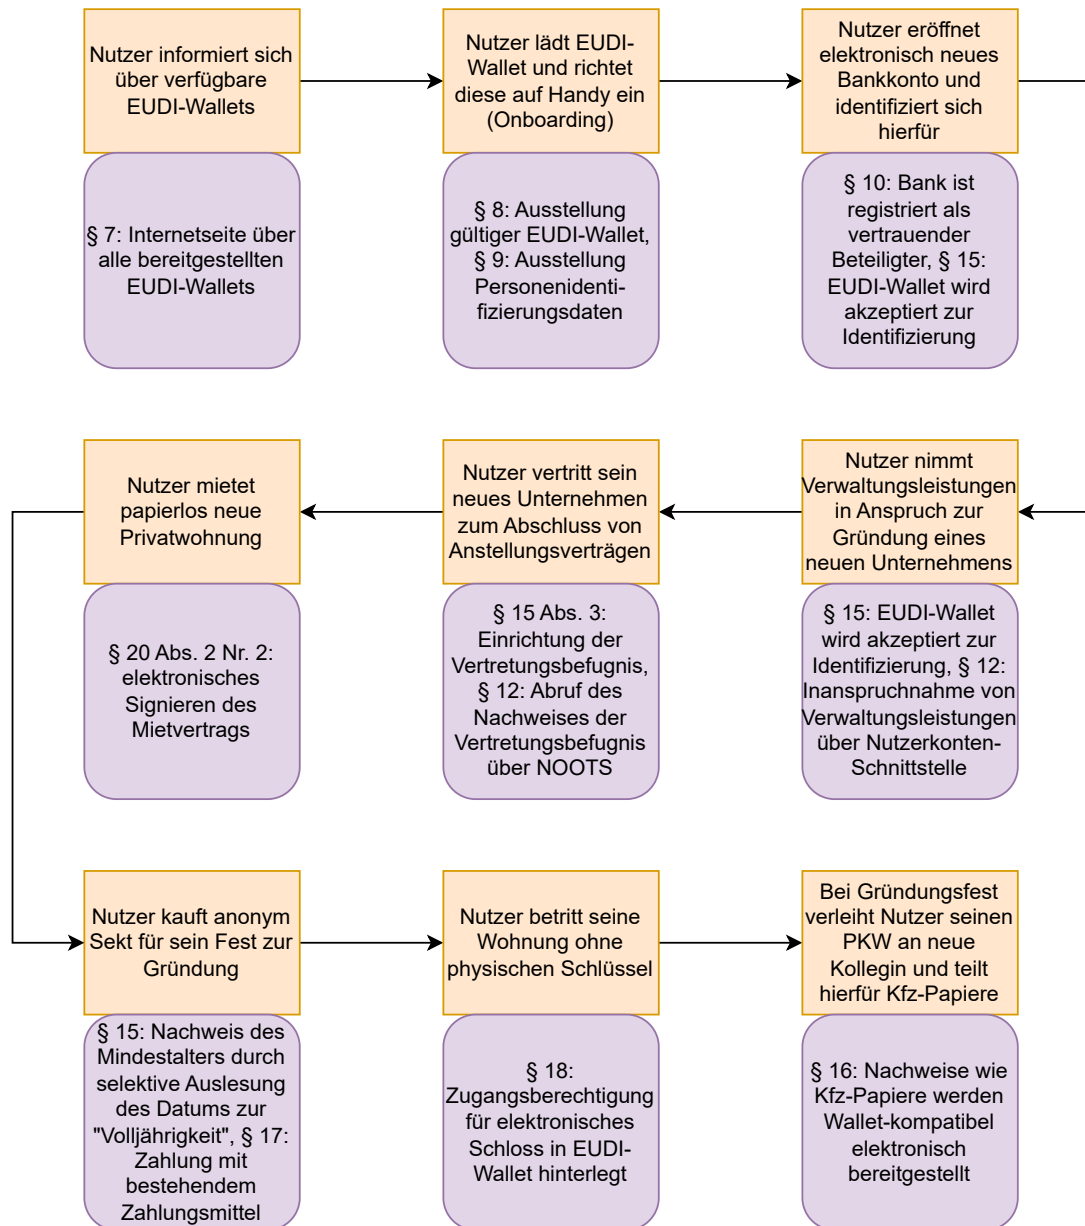 Nutzer informiert sich
über verfügbare
EUDI-Wallets
§ 7: Internetseite über
alle bereitgestellten
EUDI-Wallets
Nutzer lädt EUDI-
Wallet und richtet
diese auf Handy ein
(Onboarding)
§ 8: Ausstellung
gültiger EUDI-Wallet,
§ 9: Ausstellung
Personenidenti-
fizierungsdaten
Nutzer eröffnet
elektronisch neues
Bankkonto und
identifiziert sich
hierfür
§ 10: Bank ist
registriert als
vertrauender
Beteiligter, § 15:
EUDI-Wallet wird
akzeptiert zur
Identifizierung
Nutzer nimmt
Verwaltungsleistungen
in Anspruch zur
Gründung eines
neuen Unternehmens
§ 15: EUDI-Wallet
wird akzeptiert zur
Identifizierung, § 12:
Inanspruchnahme von
Verwaltungsleistungen
über Nutzerkonten-
Schnittstelle
Nutzer vertritt sein
neues Unternehmen
zum Abschluss von
Anstellungsverträgen
§ 15 Abs. 3:
Einrichtung der
Vertretungsbefugnis,
§ 12: Abruf des
Nachweises der
Vertretungsbefugnis
über NOOTS
Nutzer mietet
papierlos neue
Privatwohnung
§ 20 Abs. 2 Nr. 2:
elektronisches
Signieren des
Mietvertrags
Nutzer kauft anonym
Sekt für sein Fest zur
Gründung
§ 15: Nachweis des
Mindestalters durch
selektive Auslesung
des Datums zur
"Volljährigkeit", § 17:
Zahlung mit
bestehendem
Zahlungsmittel
Nutzer betritt seine
Wohnung ohne
physischen Schlüssel
§ 18:
Zugangsberechtigung
für elektronisches
Schloss in EUDI-
Wallet hinterlegt
Bei Gründungsfest
verleiht Nutzer seinen
PKW an neue
Kollegin und teilt
hierfür Kfz-Papiere
§ 16: Nachweise wie
Kfz-Papiere werden
Wallet-kompatibel
elektronisch
bereitgestellt